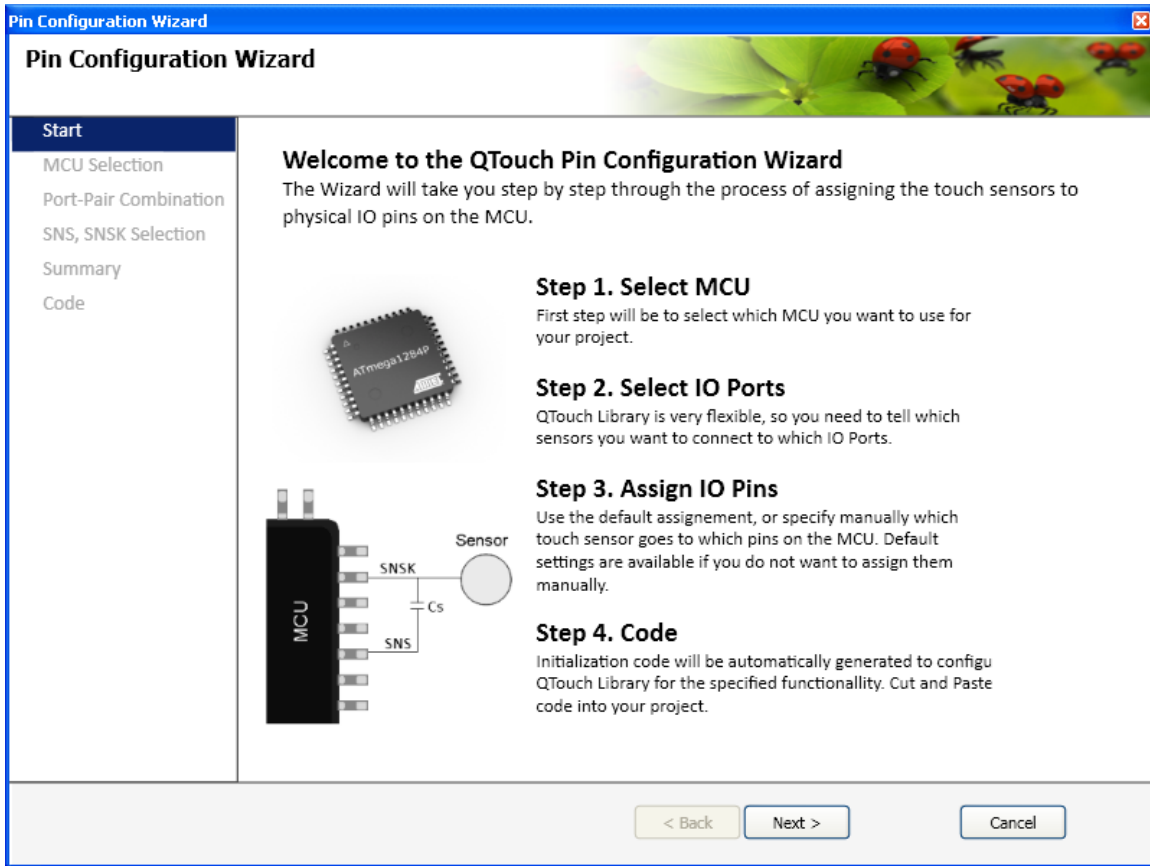 Pin Configuration Wizard
Pin Configuration Wizard
Start
MCU Selection
Port-Pair Combination
SNS, SNSK Selection
Summary
Code
Welcome to the QTouch Pin Configuration Wizard
The Wizard will take you step by step through the process of assigning the touch sensors to
physical IO pins on the MCU.
ATmega1284P
ATMEL
Step 1. Select MCU
First step will be to select which MCU you want to use for
your project.
Step 2. Select IO Ports
QTouch Library is very flexible, so you need to tell which
sensors you want to connect to which IO Ports.
Step 3. Assign IO Pins
Use the default assignement, or specify manually which
touch sensor goes to which pins on the MCU. Default
settings are available if you do not want to assign them
manually.
Step 4. Code
Initialization code will be automatically generated to configu
QTouch Library for the specified functionallity. Cut and Paste
code into your project.
Sensor
SNSK
Cs
SNS
MCU
< Back
Next >
Cancel